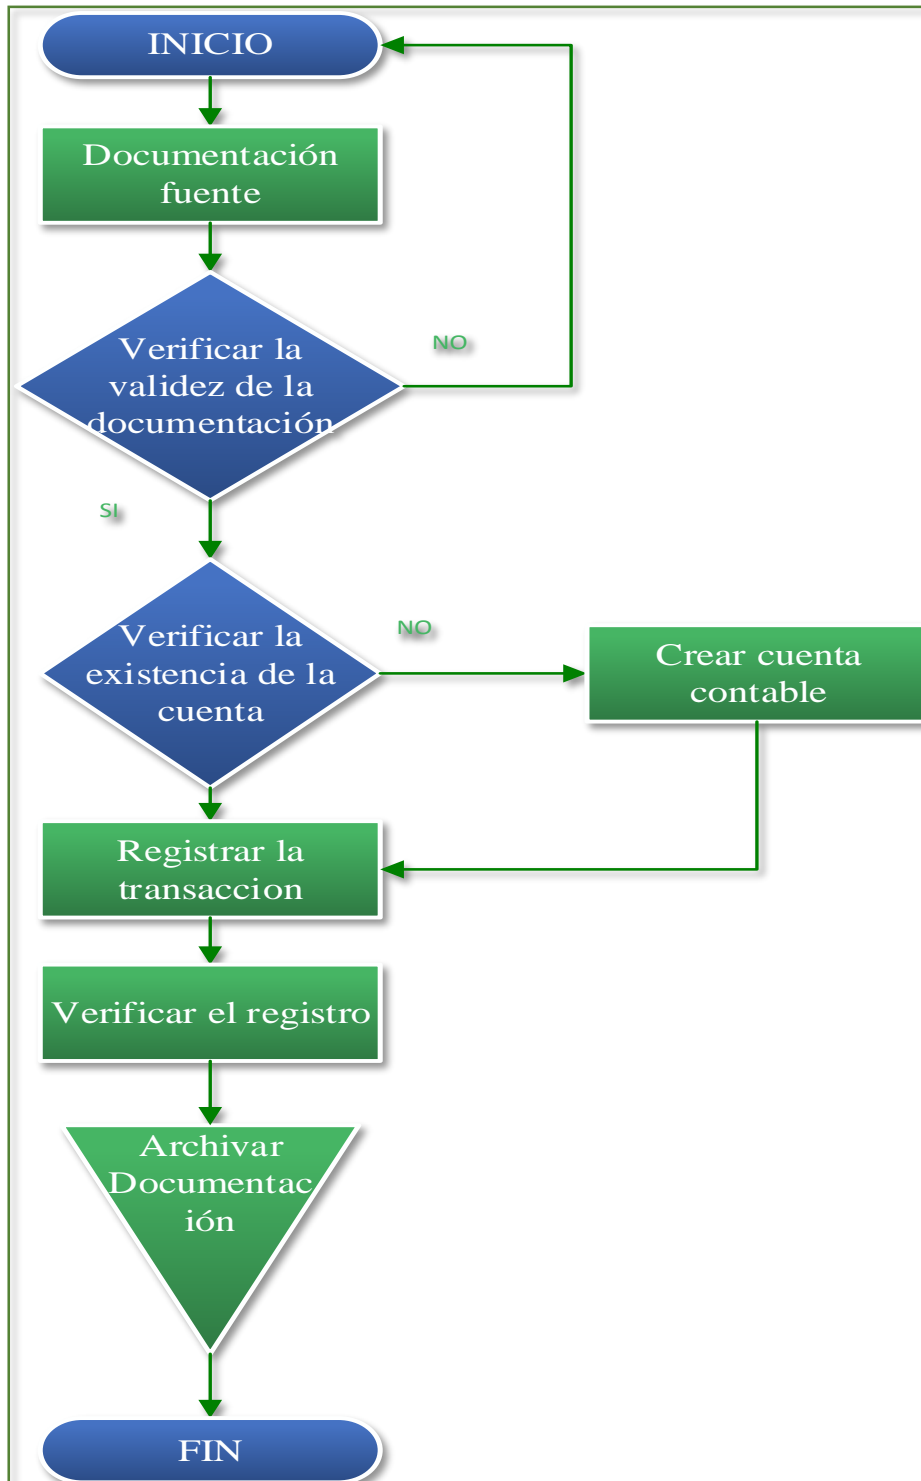 INICIO
Documentación
fuente
Verificar la
validez de la
documentación
NO
SI
Verificar la
existencia de la
cuenta
NO
Crear cuenta
contable
Registrar la
transaccion
Verificar el registro
Archivar
Documentac
ión
FIN